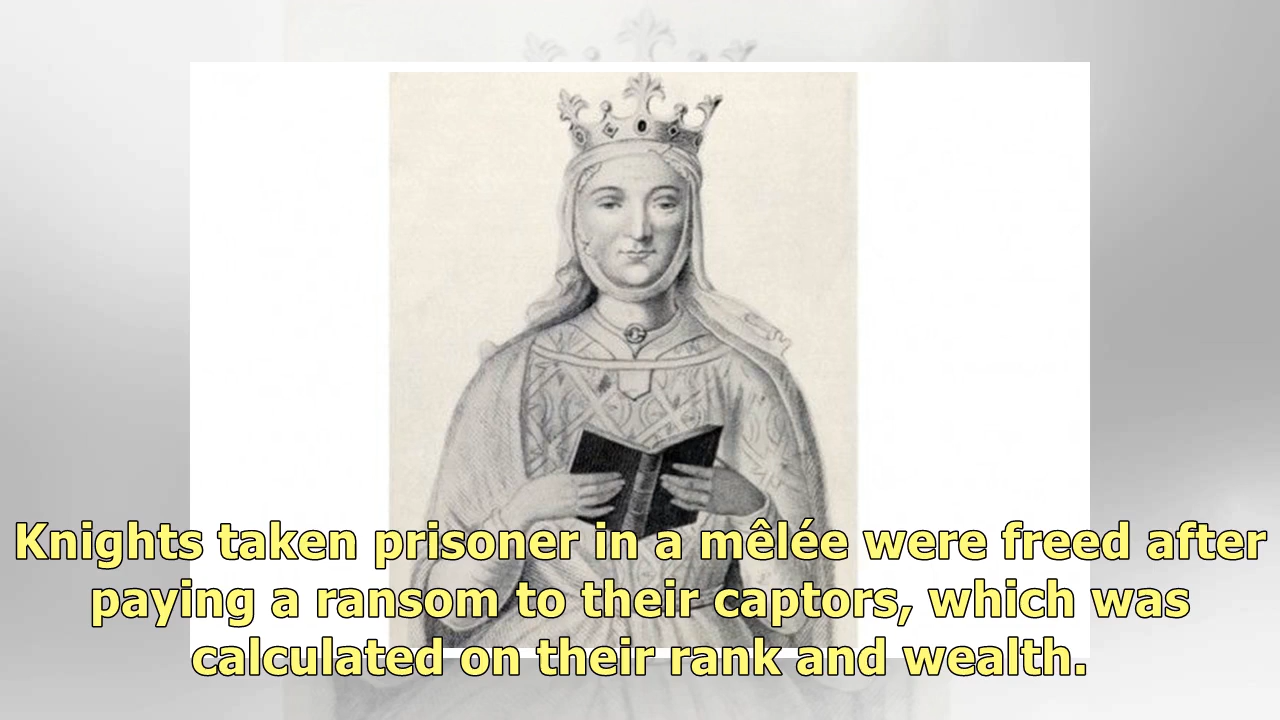 Knights taken prisoner in a mêlée were freed after
paying a ransom to their captors, which was
calculated on their rank and wealth.